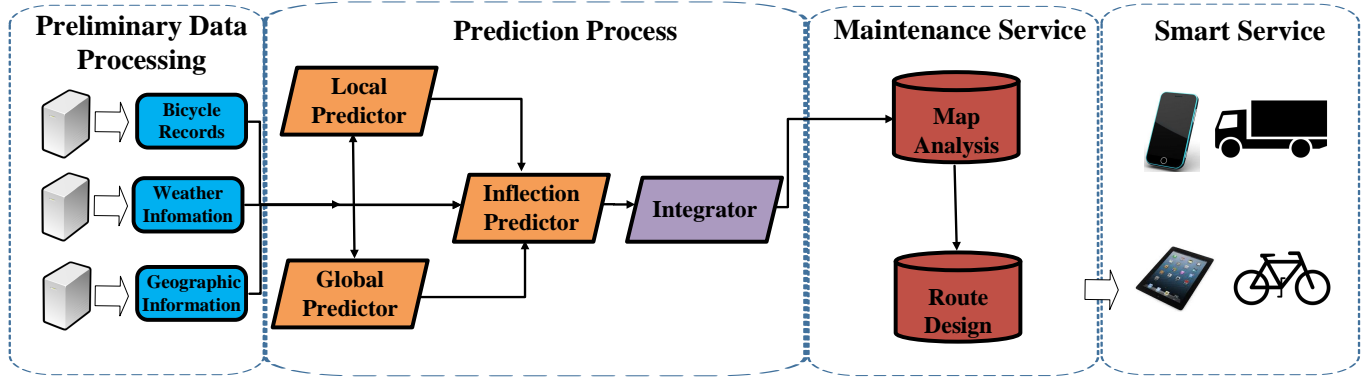 Preliminary Data
Processing
Bicycle
Records
Weather
Infomation
Geographic
Information
Prediction Process
Local
Predictor
Inflection
Predictor
Global
Predictor
Integrator
Maintenance Service
Map
Analysis
Route
Design
Smart Service